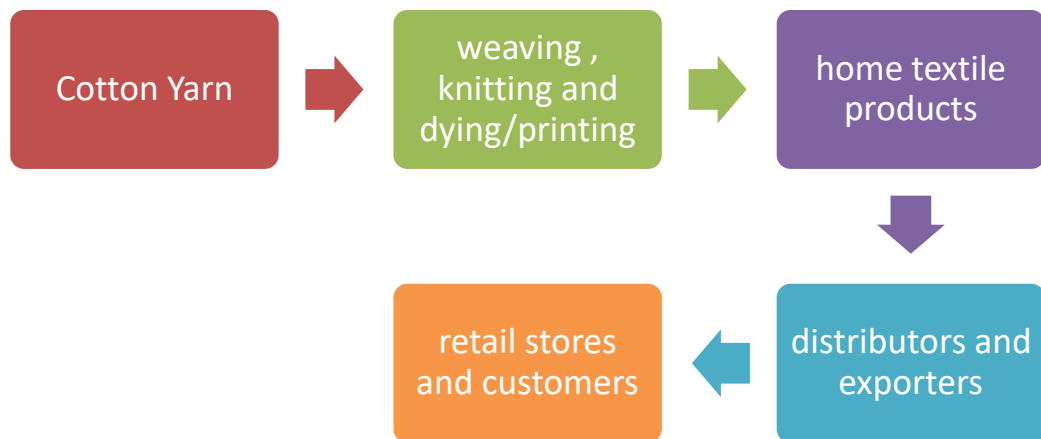 Cotton Yarn
weaving ,
knitting and
dying/printing
home textile
products
distributors and
exporters
retail stores
and customers